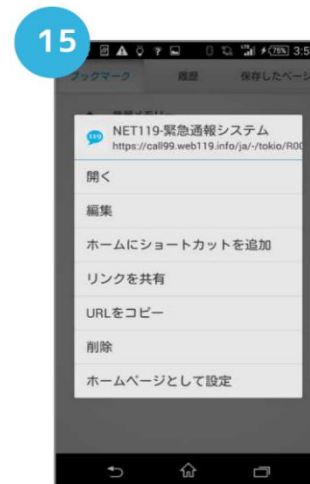 15
75% 3:5
ブックマーク 履歴 保存したページ
119 NET119-緊急通報システム
https://call99.web119.info/ja/-/tokio/R00
開く
編集
ホームにショートカットを追加
リンクを共有
URLをコピー
削除
ホームページとして設定